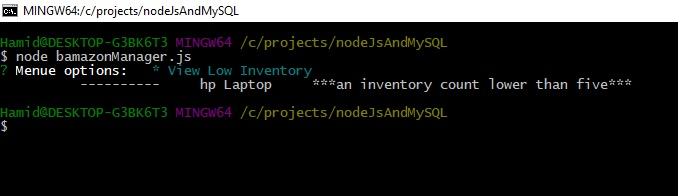 MINGW64:/c/projects/nodeJsAndMySQL
Hamid@DESKTOP-G3BK6T3 MINGW64 /c/projects/nodeJsAndMySQL
$ node bamazonManager.js
? Menue options:   * View Low Inventory
----------     hp Laptop     ***an inventory count lower than five***
Hamid@DESKTOP-G3BK6T3 MINGW64 /c/projects/nodeJsAndMySQL
$